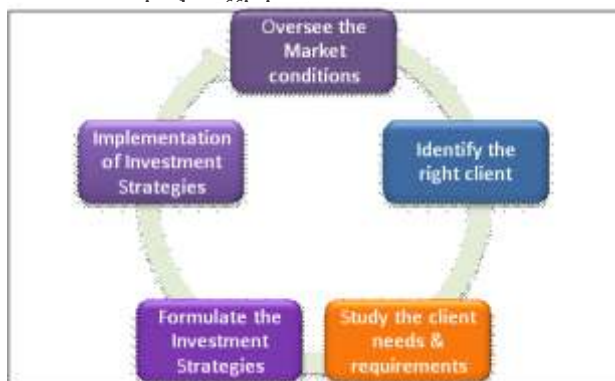 Oversee the
Market
conditions
Identify the
right client
Study the client
needs &
requirements
Formulate the
Investment
Strategies
Implementation
of Investment
Strategies